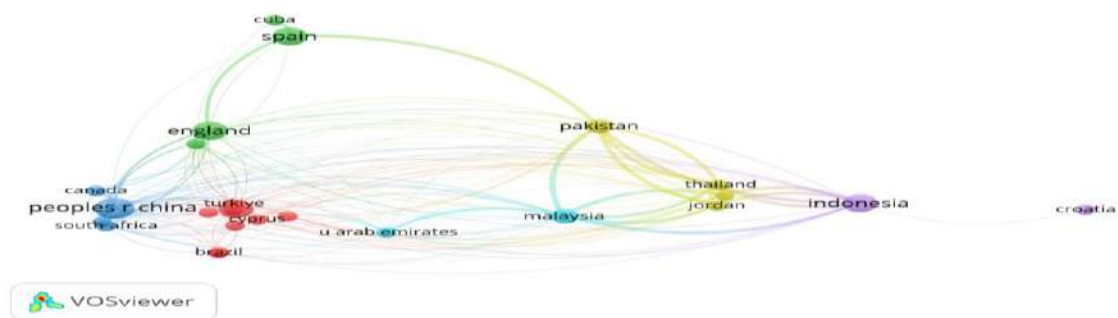 cuba
spain
england
pakistan
canada
thailand
peoples r china
turkiye
indonesia
jordan
croatia
cyprus
malaysia
south africa
u arab emirates
brazil
VOSviewer